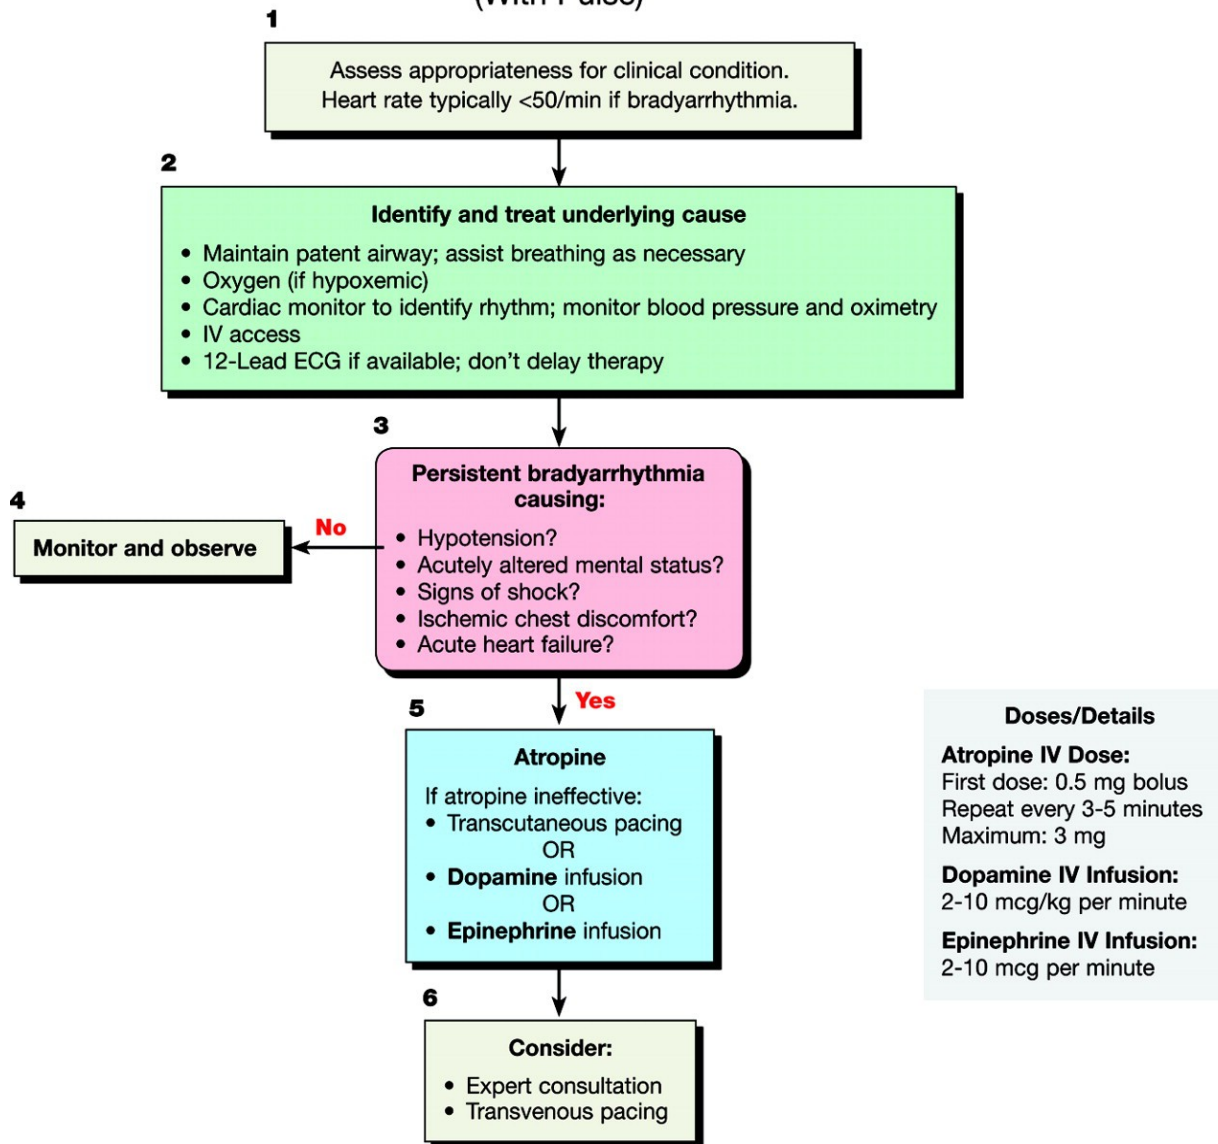 (With Pulse)
1
Assess appropriateness for clinical condition.
Heart rate typically <50/min if bradyarrhythmia.
2
Identify and treat underlying cause
• Maintain patent airway; assist breathing as necessary
• Oxygen (if hypoxemic)
• Cardiac monitor to identify rhythm; monitor blood pressure and oximetry
• IV access
• 12-Lead ECG if available; don't delay therapy
3
Persistent bradyarrhythmia
causing:
• Hypotension?
• Acutely altered mental status?
• Signs of shock?
• Ischemic chest discomfort?
• Acute heart failure?
4
No
Monitor and observe
Yes
5
Atropine
If atropine ineffective:
• Transcutaneous pacing
OR
• Dopamine infusion
OR
• Epinephrine infusion
6
Consider:
• Expert consultation
• Transvenous pacing
Doses/Details
Atropine IV Dose:
First dose: 0.5 mg bolus
Repeat every 3-5 minutes
Maximum: 3 mg
Dopamine IV Infusion:
2-10 mcg/kg per minute
Epinephrine IV Infusion:
2-10 mcg per minute